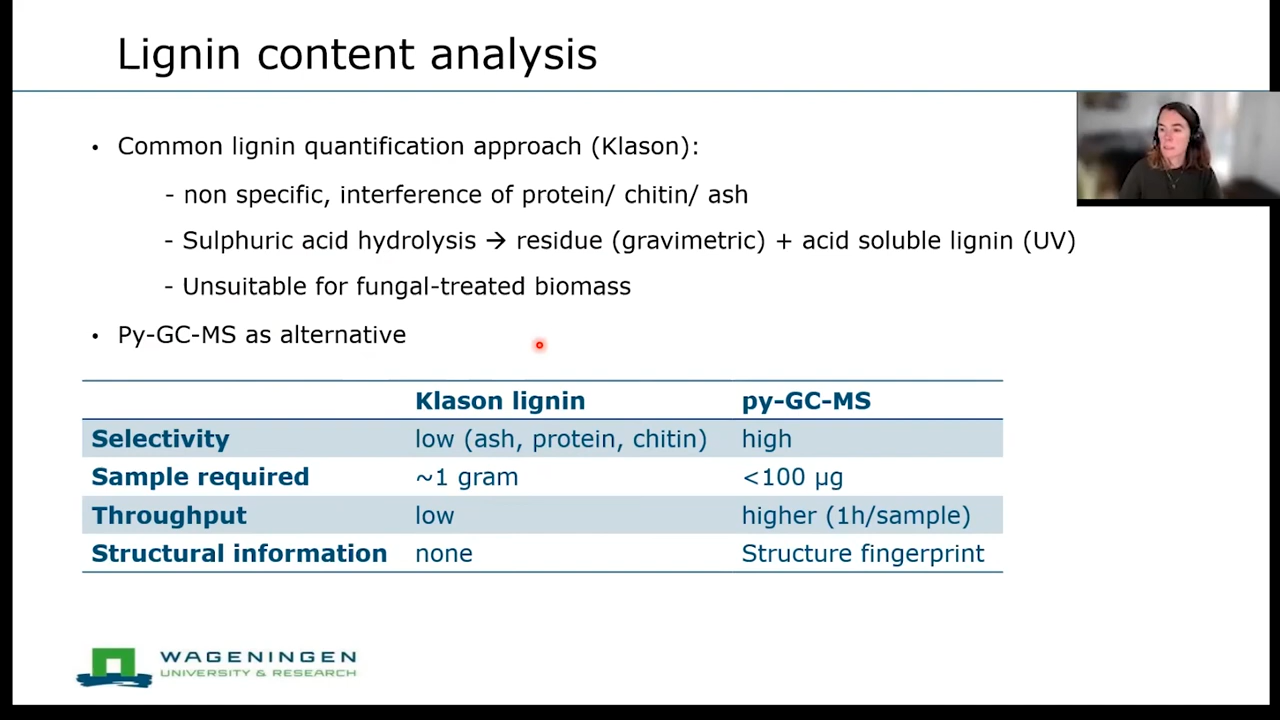 Lignin content analysis
• Common lignin quantification approach (Klason):
- non specific, interference of protein/ chitin/ ash
- Sulphuric acid hydrolysis → residue (gravimetric) + acid soluble lignin (UV)
- Unsuitable for fungal-treated biomass
• Py-GC-MS as alternative
Klason lignin py-GC-MS
Selectivity low (ash, protein, chitin) high
Sample required ~1 gram <100 µg
Throughput low higher (1h/sample)
Structural information none Structure fingerprint
WAGENINGEN
UNIVERSITY & RESEARCH